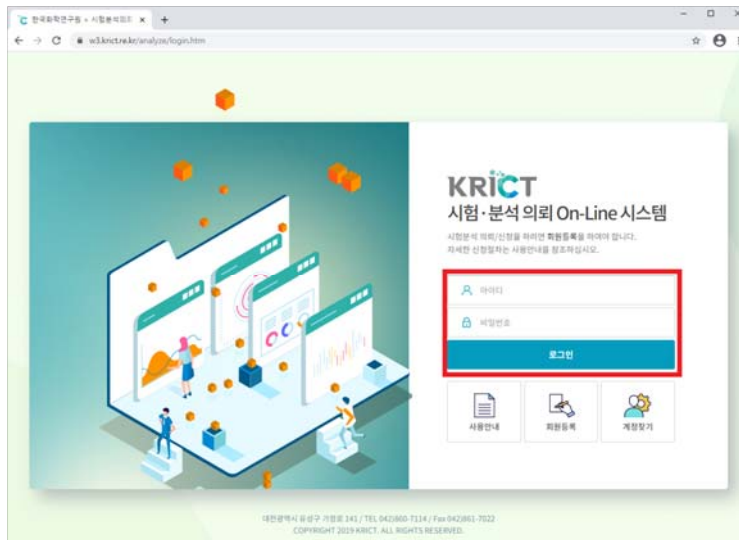 한국화학연구원 - 시험분석의뢰
w3.krict.re.kr/analyze/login.htm
KRICT
시험·분석 의뢰 On-Line 시스템
시험분석 의뢰/신청을 하려면 회원등록을 하여야 합니다.
자세한 신청절차는 사용안내를 참조하십시오.
아이디
비밀번호
로그인
사용안내
회원등록
계정찾기
대전광역시 유성구 가정로 141 / TEL 042)860-7114 / Fax 042)861-7022
COPYRIGHT 2019 KRICT. ALL RIGHTS RESERVED.